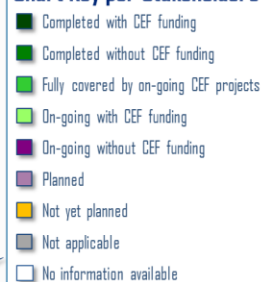 Completed with CEF funding
Completed without CEF funding
Fully covered by on-going CEF projects
On-going with CEF funding
On-going without CEF funding
Planned
Not yet planned
Not applicable
No information available